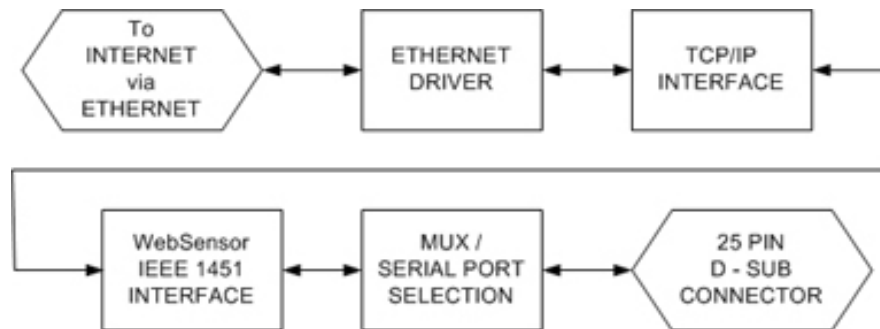 To
INTERNET
via
ETHERNET
ETHERNET
DRIVER
TCP/IP
INTERFACE
WebSensor
IEEE 1451
INTERFACE
MUX /
SERIAL PORT
SELECTION
25 PIN
D - SUB
CONNECTOR